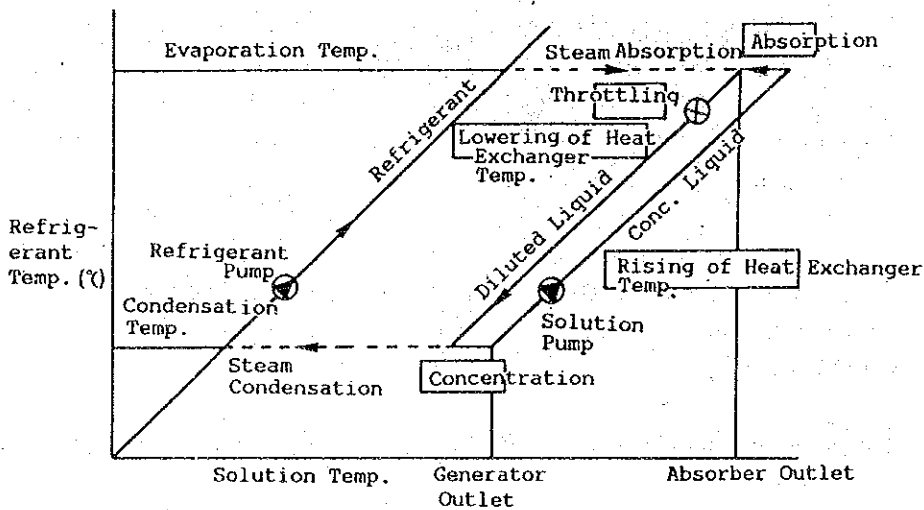 Evaporation Temp.
Steam Absorption
Absorption
Throttling
Refrigerant
Lowering of Heat
Exchanger
Temp.
Diluted Liquid
Conc. Liquid
Refrig-
erant
Temp.(℃)
Refrigerant
Pump
Rising of Heat Exchanger
Temp.
Condensation
Temp.
Solution
Pump
Steam
Condensation
Concentration
Solution Temp.
Generator
Outlet
Absorber Outlet